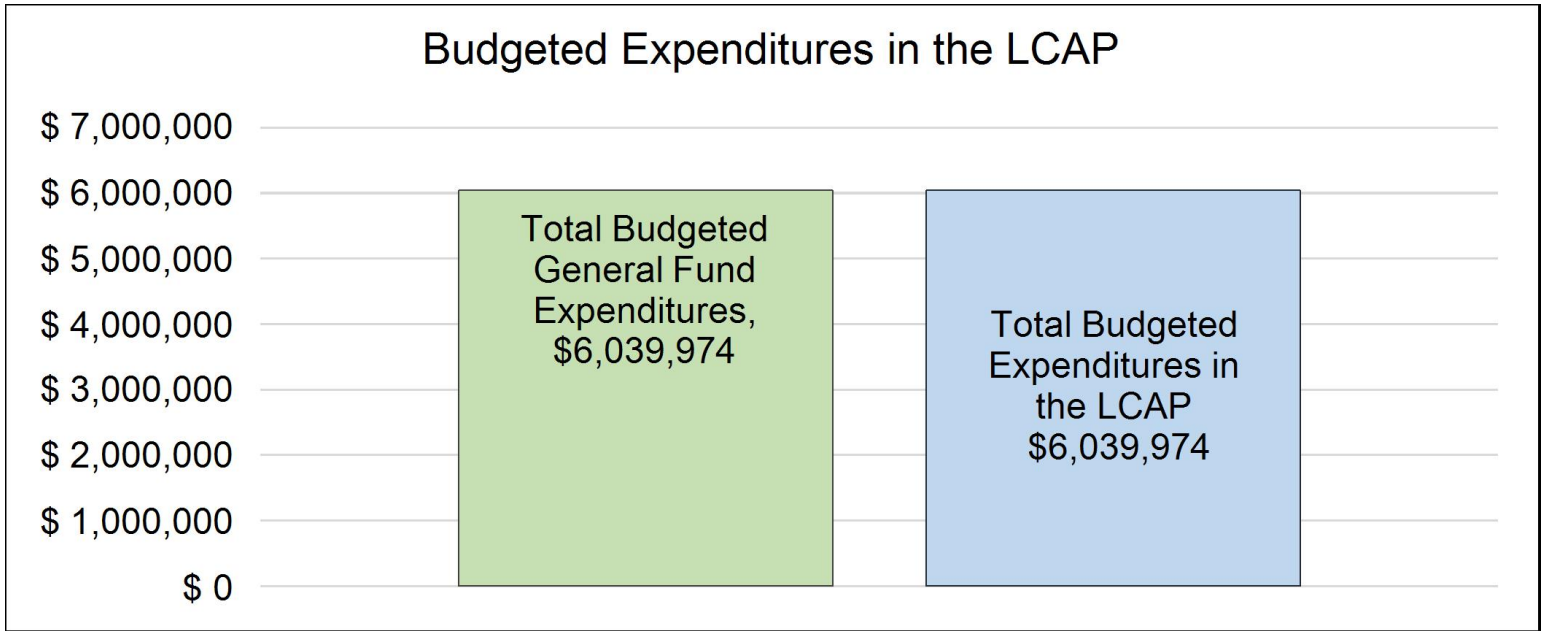 Budgeted Expenditures in the LCAP
$ 7,000,000
$ 6,000,000
$ 5,000,000
$ 4,000,000
$ 3,000,000
$ 2,000,000
$ 1,000,000
$ 0
Total Budgeted
General Fund
Expenditures,
$6,039,974
Total Budgeted
Expenditures in
the LCAP
$6,039,974